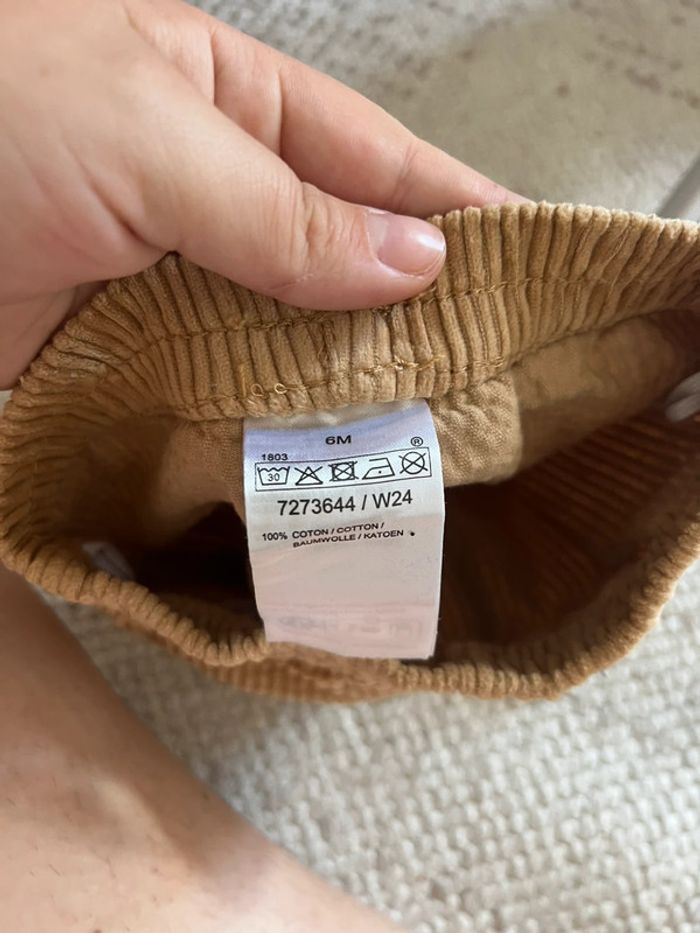 6M
1803 ®
30
7273644 / W24
100% COTON / COTTON /
BAUMWOLLE / KATOEN